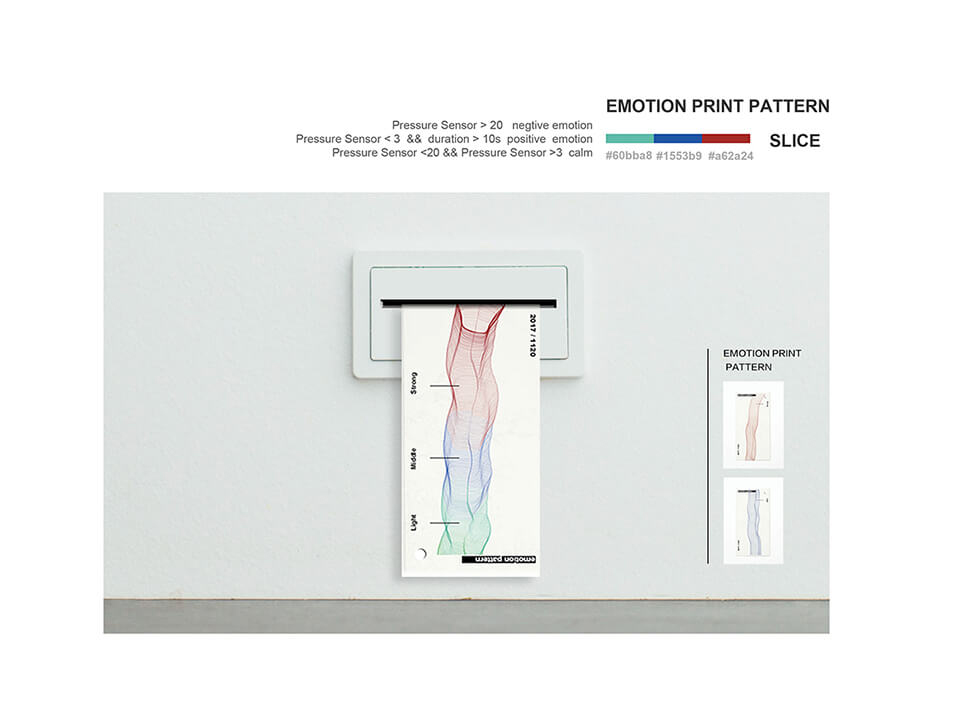 EMOTION PRINT PATTERN
Pressure Sensor > 20 negtive emotion
Pressure Sensor < 3 && duration > 10s positive emotion
Pressure Sensor <20 && Pressure Sensor >3 calm
SLICE
#60bba8 #1553b9 #a62a24
2017 / 1120
Strong
Middle
Light
emotion pattern
EMOTION PRINT
PATTERN